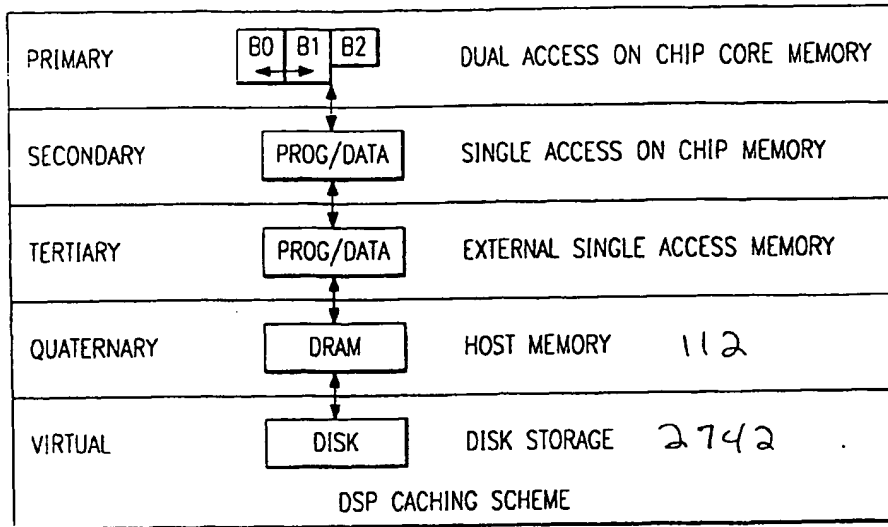 PRIMARY B0 B1 B2 DUAL ACCESS ON CHIP CORE MEMORY
SECONDARY PROG/DATA SINGLE ACCESS ON CHIP MEMORY
TERTIARY PROG/DATA EXTERNAL SINGLE ACCESS MEMORY
QUATERNARY DRAM HOST MEMORY 112
VIRTUAL DISK DISK STORAGE 2742
DSP CACHING SCHEME